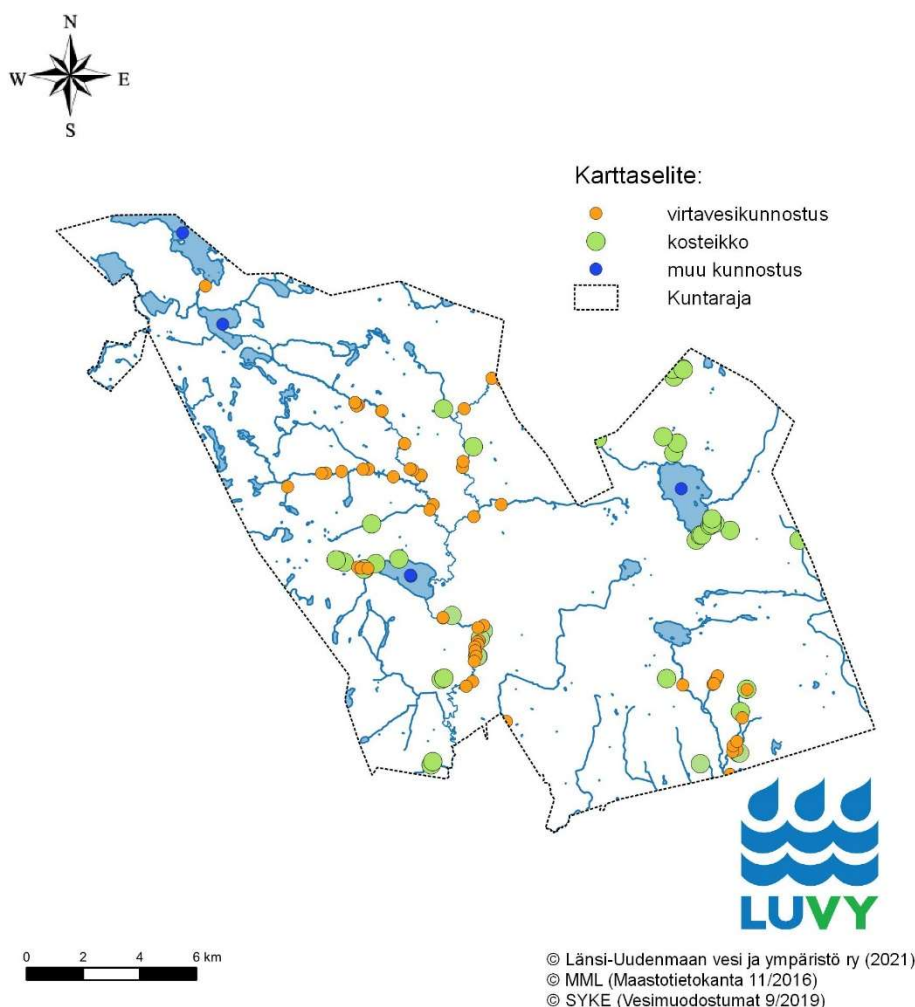 N
W E
S
Karttaselite:
virtavesikunnostus
kosteikko
muu kunnostus
Kuntaraja
LUVY
0 2 4 6 km
© Länsi-Uudenmaan vesi ja ympäristö ry (2021)
© MML (Maastotietokanta 11/2016)
© SYKE (Vesimuodostumat 9/2019)